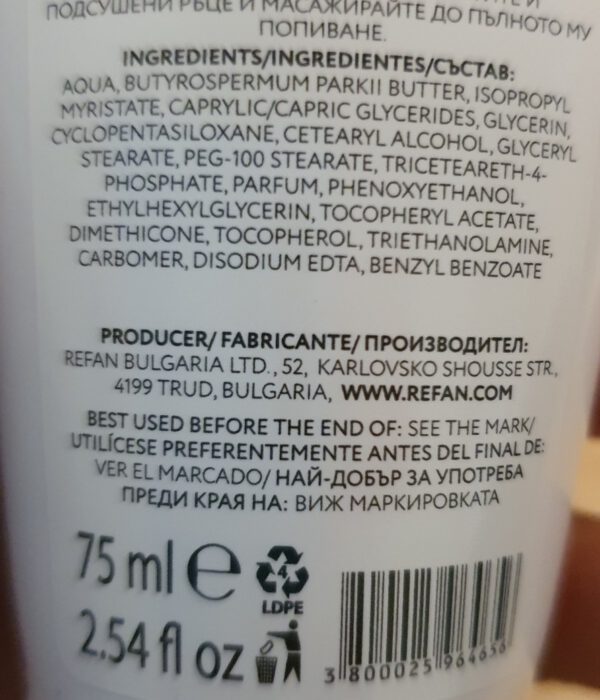 ПОДСУШЕНИ РЪЦЕ И МАСАЖИРАЙТЕ ДО ПЪЛНОТО МУ
ПОПИВАНЕ.
INGREDIENTS/INGREDIENTES/СЪСТАВ:
AQUA, BUTYROSPERMUM PARKII BUTTER, ISOPROPYL
MYRISTATE, CAPRYLIC/CAPRIC GLYCERIDES, GLYCERIN,
CYCLOPENTASILOXANE, CETEARYL ALCOHOL, GLYCERYL
STEARATE, PEG-100 STEARATE, TRICETEARETH-4-
PHOSPHATE, PARFUM, PHENOXYETHANOL,
ETHYLHEXYLGLYCERIN, TOCOPHERYL ACETATE,
DIMETHICONE, TOCOPHEROL, TRIETHANOLAMINE,
CARBOMER, DISODIUM EDTA, BENZYL BENZOATE
PRODUCER/ FABRICANTE/ ПРОИЗВОДИТЕЛ:
REFAN BULGARIA LTD., 52, KARLOVSKO SHOUSSE STR.,
4199 TRUD, BULGARIA, WWW.REFAN.COM
BEST USED BEFORE THE END OF: SEE THE MARK/
UTILÍCESE PREFERENTEMENTE ANTES DEL FINAL DE:
VER EL MARCADO/ НАЙ-ДОБЪР ЗА УПОТРЕБА
ПРЕДИ КРАЯ НА: ВИЖ МАРКИРОВКАТА
75 ml e
4
LDPE
2.54 fl oz
3 800025 964656